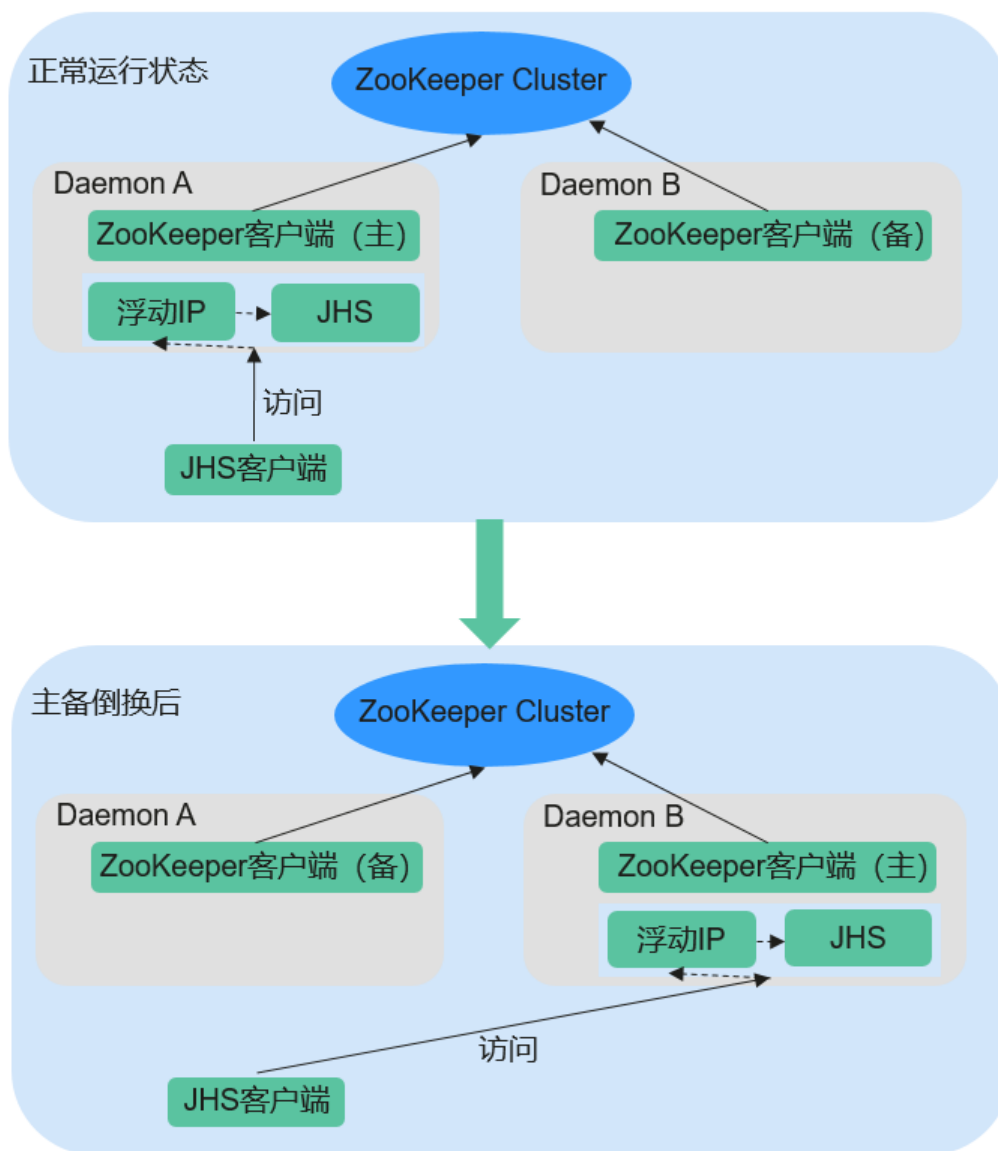 正常运行状态
ZooKeeper Cluster
Daemon A
Daemon B
ZooKeeper客户端（主）
ZooKeeper客户端（备）
浮动IP
JHS
访问
JHS客户端
主备倒换后
ZooKeeper Cluster
Daemon A
Daemon B
ZooKeeper客户端（备）
ZooKeeper客户端（主）
浮动IP
JHS
访问
JHS客户端